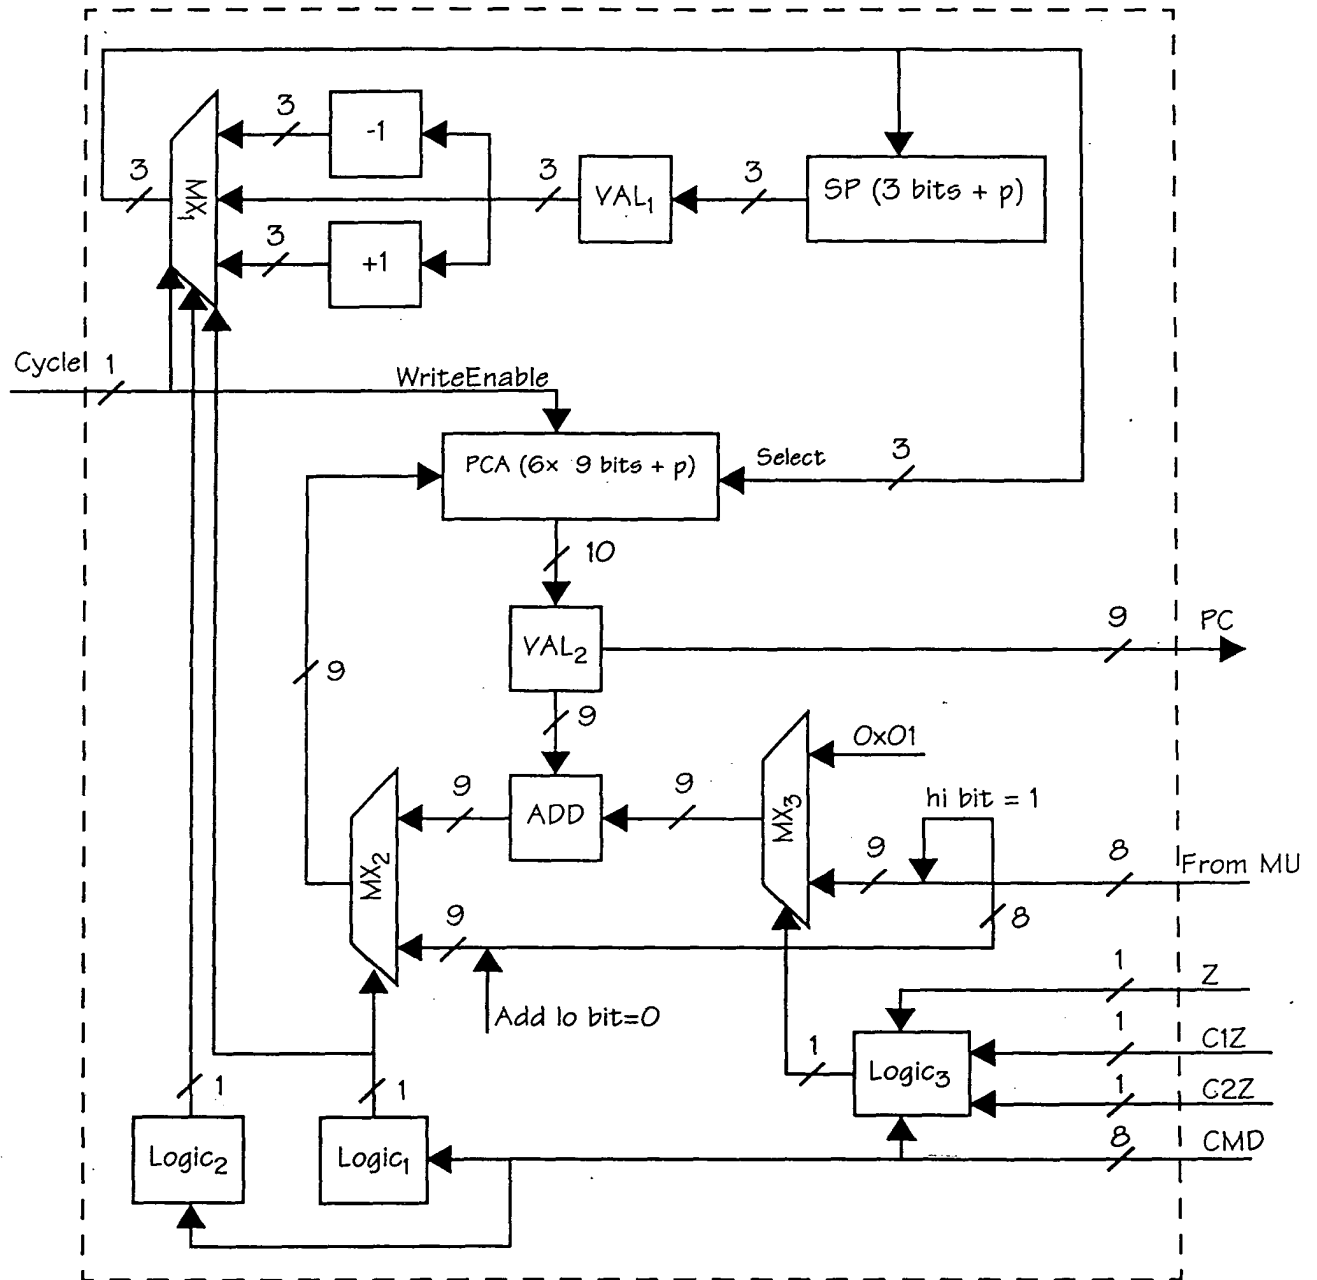 3
-1
3
MX1
3
VAL1
3
SP (3 bits + p)
3
+1
Cycle
1
WriteEnable
PCA (6x 9 bits + p)
Select
3
10
9
PC
VAL2
9
9
0x01
9
ADD
9
MX3
hi bit = 1
MX2
9
8
From MU
9
8
1
Z
Add lo bit=0
1
C1Z
1
Logic3
1
1
1
C2Z
Logic2
Logic1
8
CMD